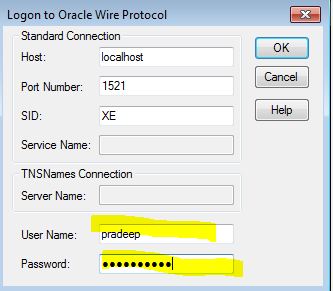 Logon to Oracle Wire Protocol
Standard Connection
Host: localhost
OK
Port Number: 1521
Cancel
SID: XE
Help
Service Name:
TNSNames Connection
Server Name:
User Name: pradeep
Password: ●●●●●●●●●●